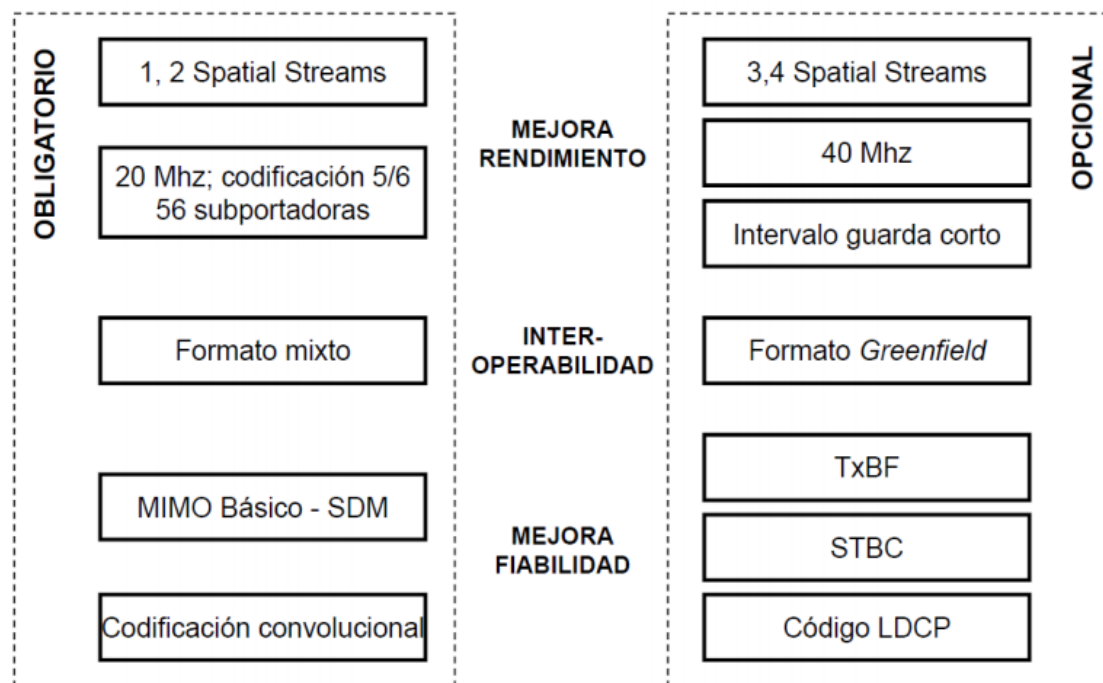 OBLIGATORIO
1, 2 Spatial Streams
20 Mhz; codificación 5/6
56 subportadoras
Formato mixto
MIMO Básico - SDM
Codificación convolucional
MEJORA
RENDIMIENTO
INTER-
OPERABILIDAD
MEJORA
FIABILIDAD
OPCIONAL
3,4 Spatial Streams
40 Mhz
Intervalo guarda corto
Formato Greenfield
TxBF
STBC
Código LDCP